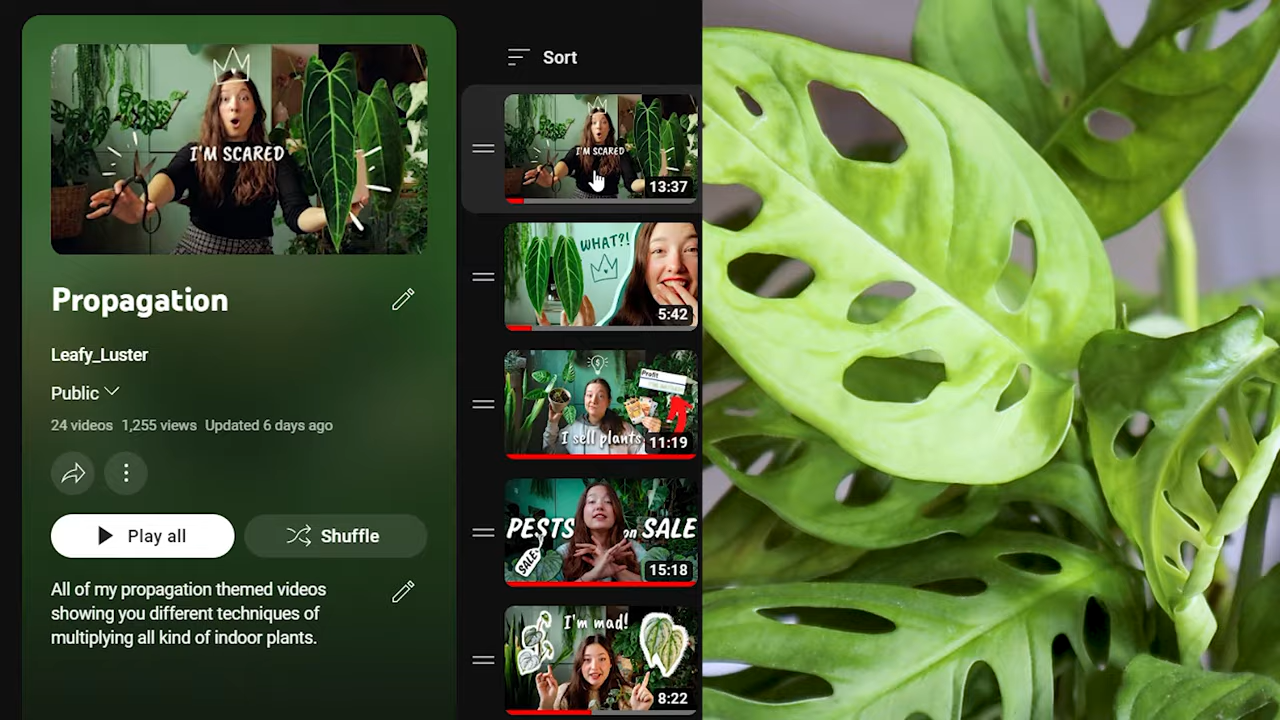 I'M SCARED
Propagation
Leafy_Luster
Public
24 videos 1,255 views Updated 6 days ago
Play all
Shuffle
All of my propagation themed videos
showing you different techniques of
multiplying all kind of indoor plants.
Sort
I'M SCARED
13:37
WHAT?!
5:42
$
Profit
I sell plants
11:19
PESTS on SALE
SALE
15:18
I'm mad!
8:22